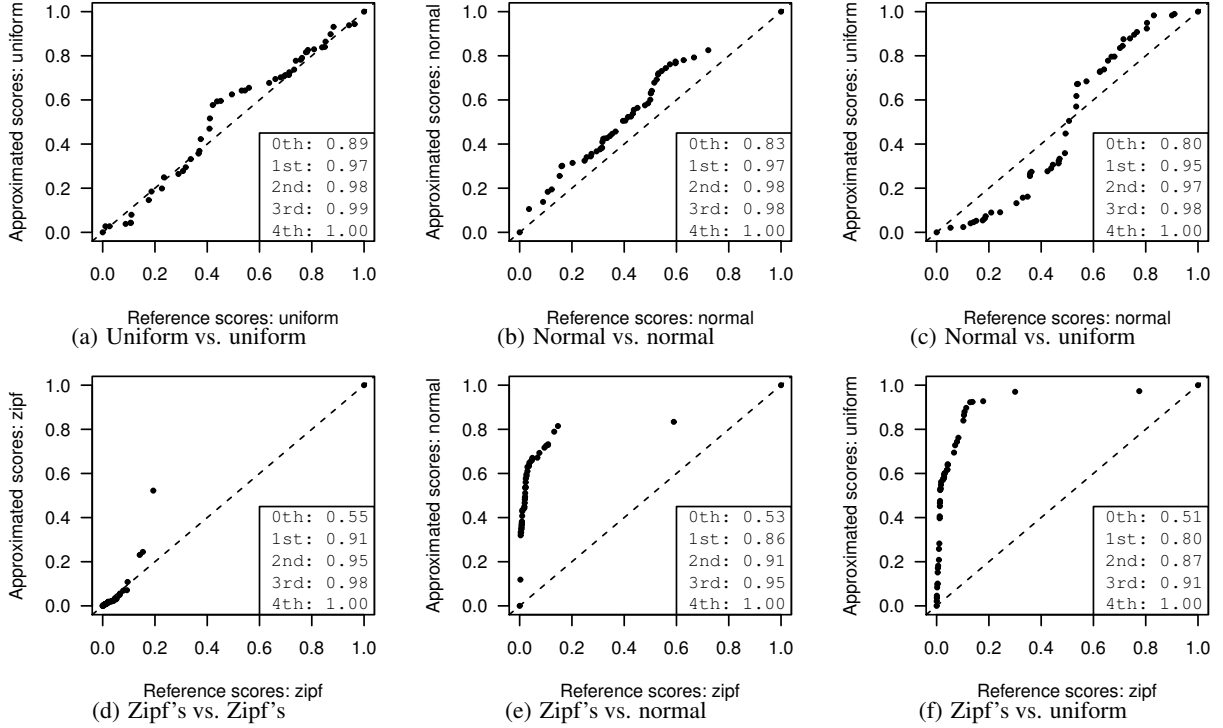 Approximated scores: uniform
1.0
0.8
0.6
0.4
0.2
0.0
0th: 0.89
1st: 0.97
2nd: 0.98
3rd: 0.99
4th: 1.00
0.0 0.2 0.4 0.6 0.8 1.0
Reference scores: uniform
(a) Uniform vs. uniform
Approximated scores: normal
1.0
0.8
0.6
0.4
0.2
0.0
0th: 0.83
1st: 0.97
2nd: 0.98
3rd: 0.98
4th: 1.00
0.0 0.2 0.4 0.6 0.8 1.0
Reference scores: normal
(b) Normal vs. normal
Approximated scores: uniform
1.0
0.8
0.6
0.4
0.2
0.0
0th: 0.80
1st: 0.95
2nd: 0.97
3rd: 0.98
4th: 1.00
0.0 0.2 0.4 0.6 0.8 1.0
Reference scores: normal
(c) Normal vs. uniform
Approximated scores: zipf
1.0
0.8
0.6
0.4
0.2
0.0
0th: 0.55
1st: 0.91
2nd: 0.95
3rd: 0.98
4th: 1.00
0.0 0.2 0.4 0.6 0.8 1.0
Reference scores: zipf
(d) Zipf's vs. Zipf's
Approximated scores: normal
1.0
0.8
0.6
0.4
0.2
0.0
0th: 0.53
1st: 0.86
2nd: 0.91
3rd: 0.95
4th: 1.00
0.0 0.2 0.4 0.6 0.8 1.0
Reference scores: zipf
(e) Zipf's vs. normal
Approximated scores: uniform
1.0
0.8
0.6
0.4
0.2
0.0
0th: 0.51
1st: 0.80
2nd: 0.87
3rd: 0.91
4th: 1.00
0.0 0.2 0.4 0.6 0.8 1.0
Reference scores: zipf
(f) Zipf's vs. uniform